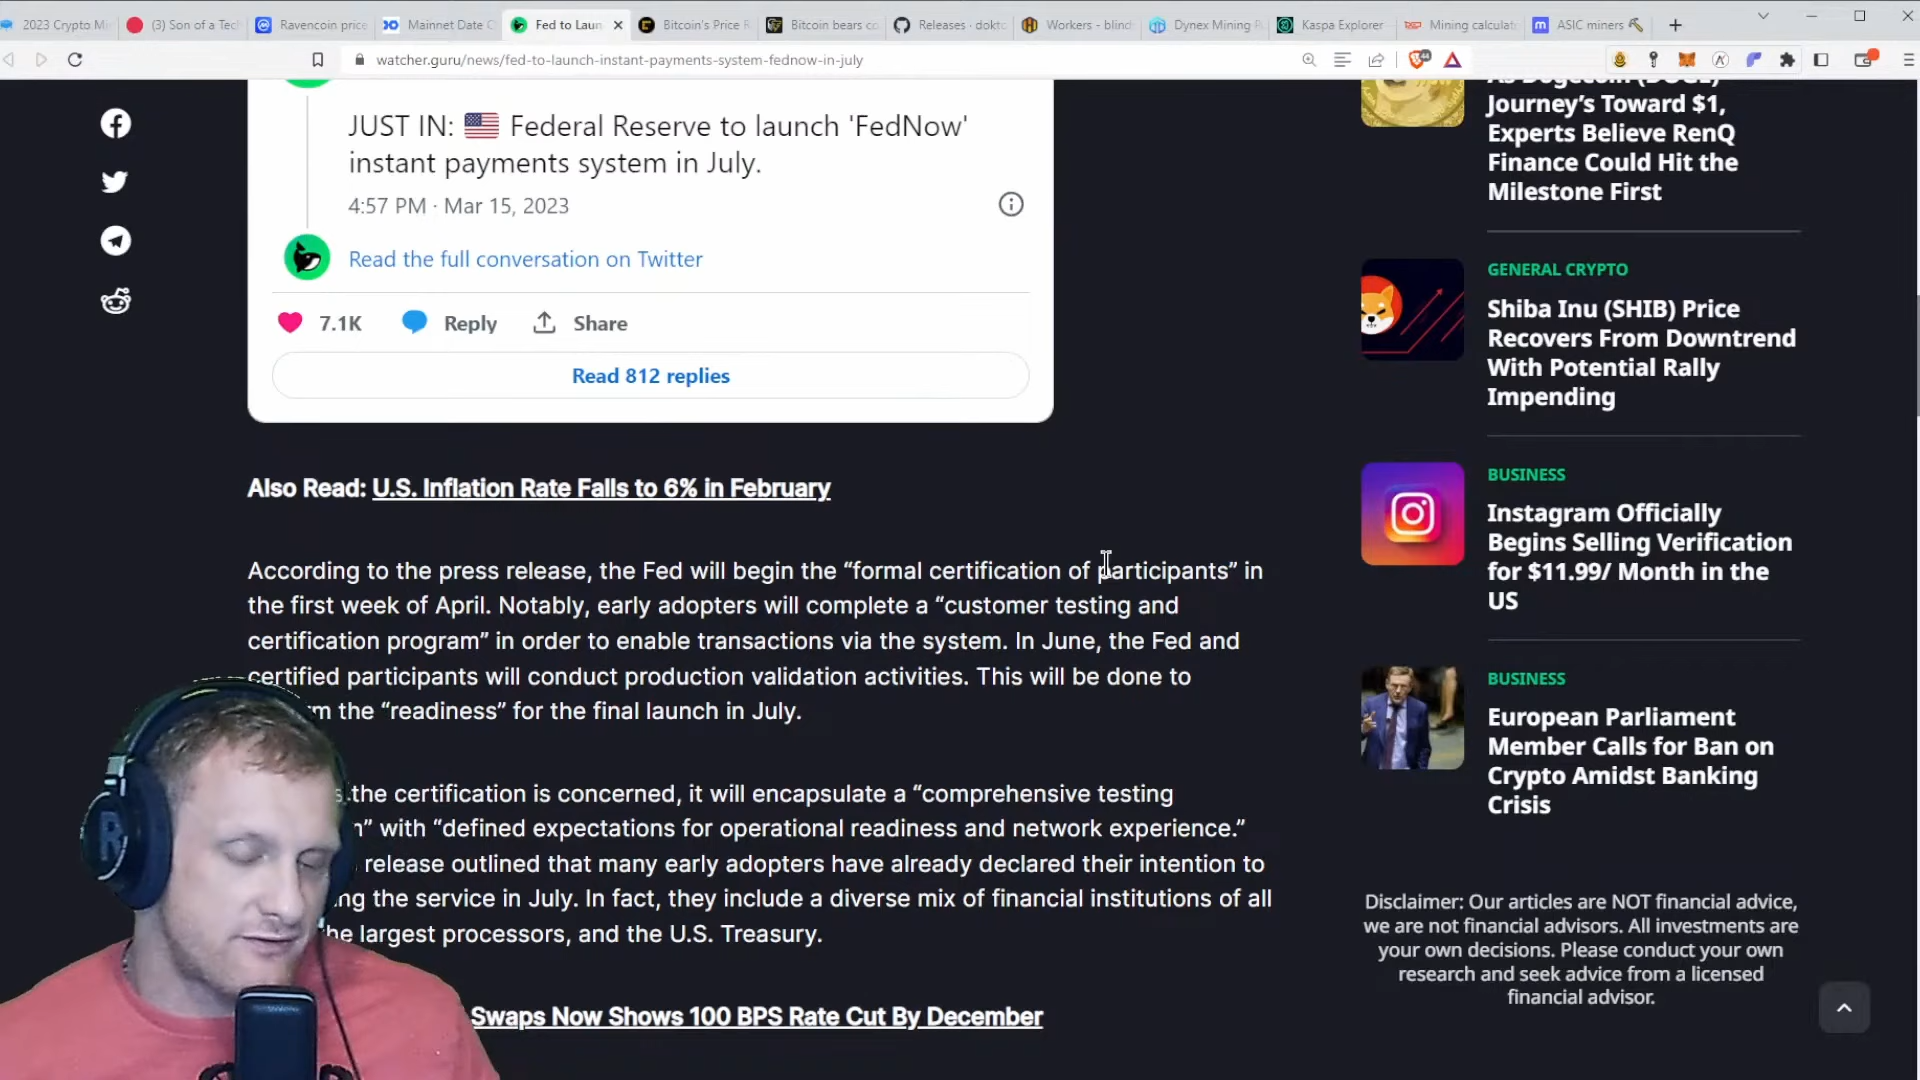 2023 Crypto Mi
(3) Son of a Tec
Ravencoin price
Mainnet Date C
Fed to Laun
Bitcoin's Price R
Bitcoin bears co
Releases · dokto
Workers - blind
Dynex Mining P
Kaspa Explorer
Mining calculat
ASIC miners
watcher.guru/news/fed-to-launch-instant-payments-system-fednow-in-july
JUST IN: 🇺🇸 Federal Reserve to launch 'FedNow'
instant payments system in July.
4:57 PM · Mar 15, 2023
Read the full conversation on Twitter
7.1K Reply Share
Read 812 replies
Also Read: U.S. Inflation Rate Falls to 6% in February
According to the press release, the Fed will begin the “formal certification of participants” in
the first week of April. Notably, early adopters will complete a “customer testing and
certification program” in order to enable transactions via the system. In June, the Fed and
certified participants will conduct production validation activities. This will be done to
rm the “readiness” for the final launch in July.
s the certification is concerned, it will encapsulate a “comprehensive testing
” with “defined expectations for operational readiness and network experience.”
release outlined that many early adopters have already declared their intention to
ng the service in July. In fact, they include a diverse mix of financial institutions of all
he largest processors, and the U.S. Treasury.
Swaps Now Shows 100 BPS Rate Cut By December
As Dogecoin (DOGE)
Journey’s Toward $1,
Experts Believe RenQ
Finance Could Hit the
Milestone First
GENERAL CRYPTO
Shiba Inu (SHIB) Price
Recovers From Downtrend
With Potential Rally
Impending
BUSINESS
Instagram Officially
Begins Selling Verification
for $11.99/ Month in the
US
BUSINESS
European Parliament
Member Calls for Ban on
Crypto Amidst Banking
Crisis
Disclaimer: Our articles are NOT financial advice,
we are not financial advisors. All investments are
your own decisions. Please conduct your own
research and seek advice from a licensed
financial advisor.